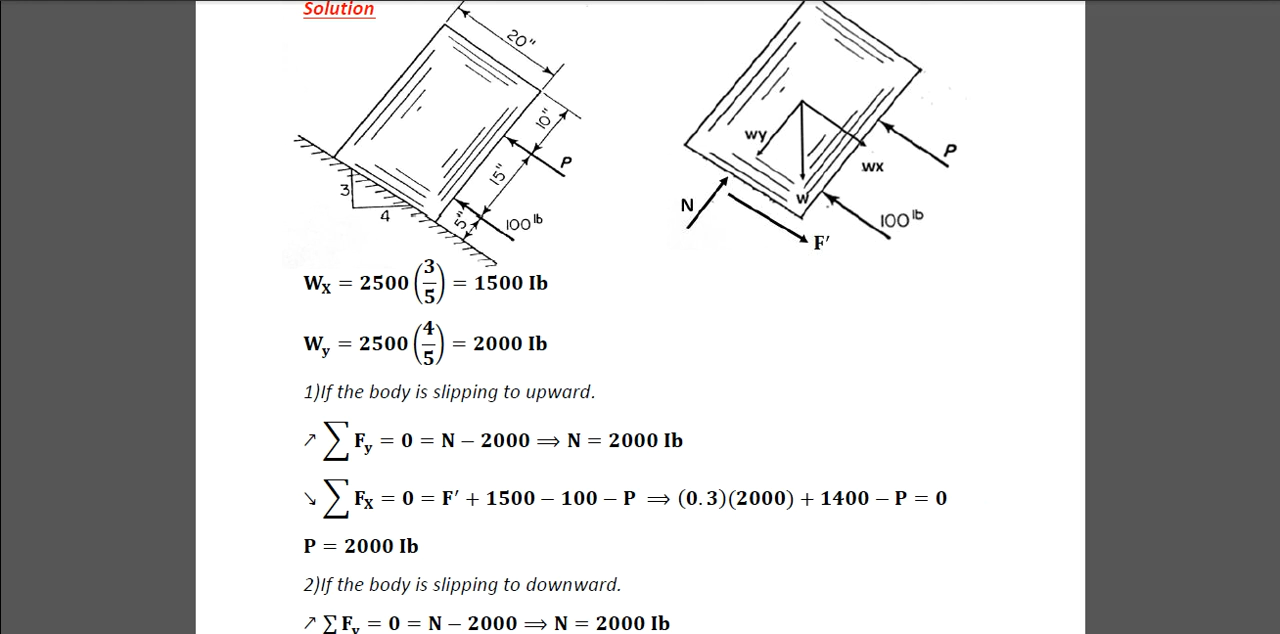 Solution
20"
10"
P
15"
3
4
5"
100 lb
wy
wx
P
W
N
100 lb
F′
Wx = 2500 (3/5) = 1500 Ib
Wy = 2500 (4/5) = 2000 Ib
1)If the body is slipping to upward.
↗ ∑ Fy = 0 = N − 2000 ⟹ N = 2000 Ib
↘ ∑ Fx = 0 = F′ + 1500 − 100 − P ⟹ (0.3)(2000) + 1400 − P = 0
P = 2000 Ib
2)If the body is slipping to downward.
↗ ∑ Fy = 0 = N − 2000 ⟹ N = 2000 Ib